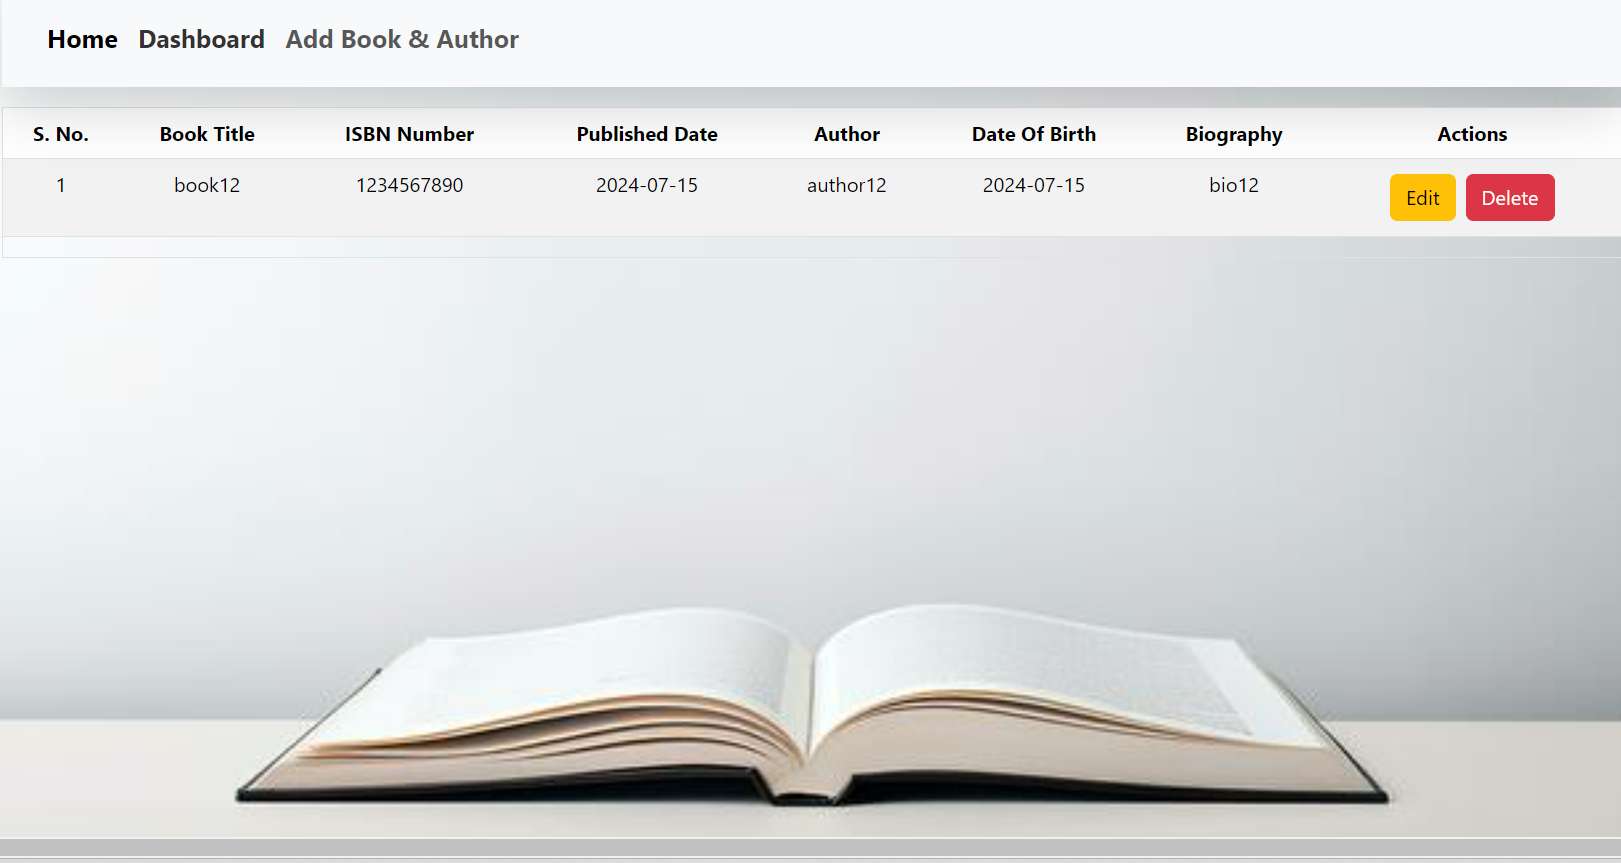 Home Dashboard Add Book & Author
S. No. Book Title ISBN Number Published Date Author Date Of Birth Biography Actions
1 book12 1234567890 2024-07-15 author12 2024-07-15 bio12 Edit Delete